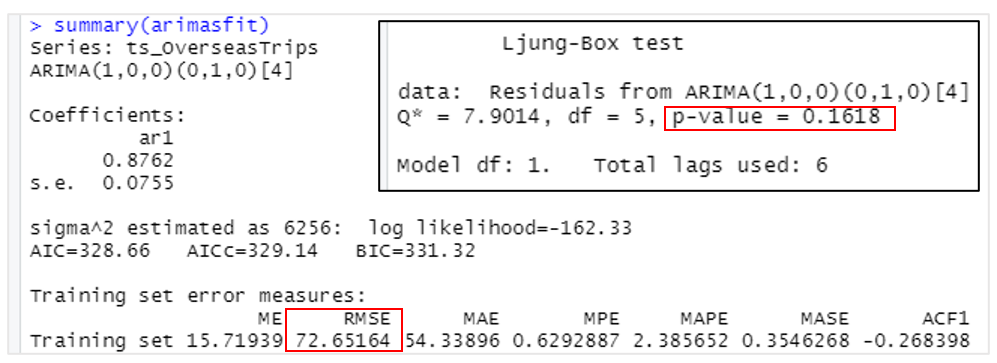 > summary(arimasfit)
Series: ts_OverseasTrips
ARIMA(1,0,0)(0,1,0)[4]
Coefficients:
ar1
0.8762
s.e. 0.0755
Ljung-Box test
data: Residuals from ARIMA(1,0,0)(0,1,0)[4]
Q* = 7.9014, df = 5, p-value = 0.1618
Model df: 1. Total lags used: 6
sigma^2 estimated as 6256: log likelihood=-162.33
AIC=328.66 AICc=329.14 BIC=331.32
Training set error measures:
ME RMSE MAE MPE MAPE MASE ACF1
Training set 15.71939 72.65164 54.33896 0.6292887 2.385652 0.3546268 -0.268398